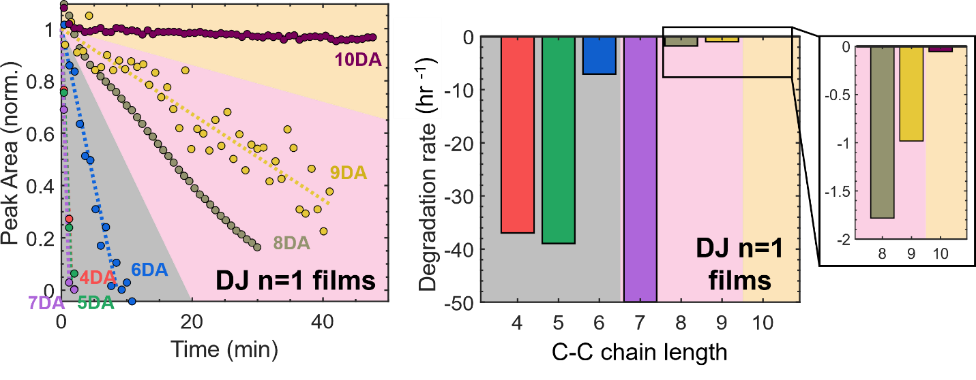 Peak Area (norm.)
1
0.8
0.6
0.4
0.2
0
10DA
9DA
8DA
6DA
4DA
7DA
5DA
DJ n=1 films
0
20
40
Time (min)
Degradation rate (hr -1)
0
-10
-20
-30
-40
-50
DJ n=1
films
4
5
6
7
8
9
10
C-C chain length
0
-0.5
-1
-1.5
-2
8
9
10